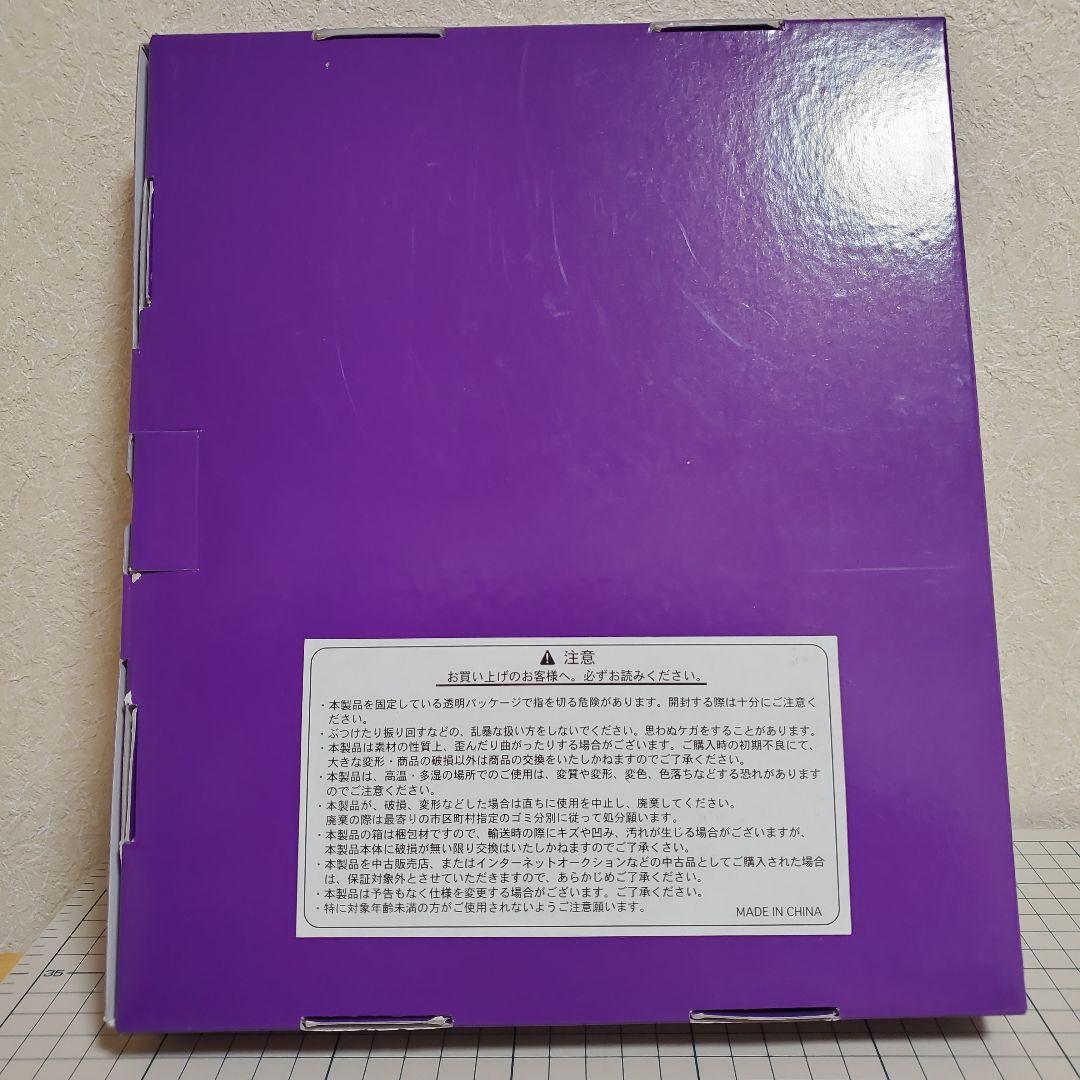 ⚠ 注意
お買い上げのお客様へ。必ずお読みください。
・本製品を固定している透明パッケージで指を切る危険があります。開封する際は十分にご注意く
ださい。
・ぶつけたり振り回すなどの、乱暴な扱い方をしないでください。思わぬケガをすることがあります。
・本製品は素材の性質上、歪んだり曲がったりする場合がございます。ご購入時の初期不良にて、
大きな変形・商品の破損以外は商品の交換をいたしかねますのでご了承ください。
・本製品は、高温・多湿の場所でのご使用は、変質や変形、変色、色落ちなどする恐れがあります
のでご注意ください。
・本製品が、破損、変形などした場合は直ちに使用を中止し、廃棄してください。
廃棄の際は最寄りの市区町村指定のゴミ分別に従って処分願います。
・本製品の箱は梱包材ですので、輸送時の際にキズや凹み、汚れが生じる場合がございますが、
本製品本体に破損が無い限り交換はいたしかねますのでご了承ください。
・本製品を中古販売店、またはインターネットオークションなどの中古品としてご購入された場合
は、保証対象外とさせていただきますので、あらかじめご了承ください。
・本製品は予告もなく仕様を変更する場合がございます。ご了承ください。
・特に対象年齢未満の方がご使用されないようご注意願います。
MADE IN CHINA
35